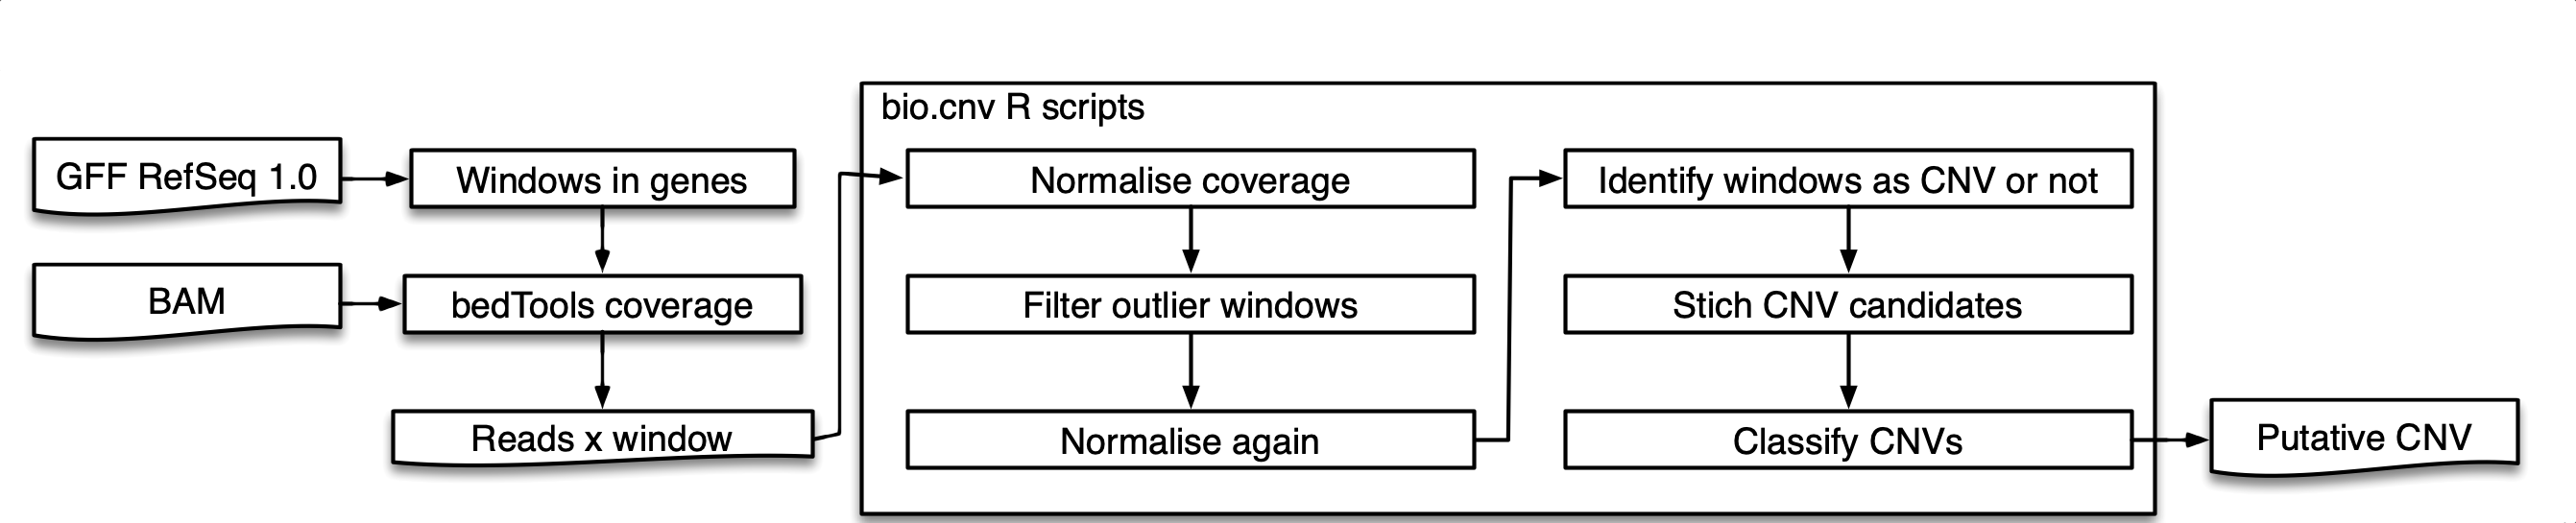 GFF RefSeq 1.0
Windows in genes
BAM
bedTools coverage
Reads x window
bio.cnv R scripts
Normalise coverage
Filter outlier windows
Normalise again
Identify windows as CNV or not
Stich CNV candidates
Classify CNVs
Putative CNV